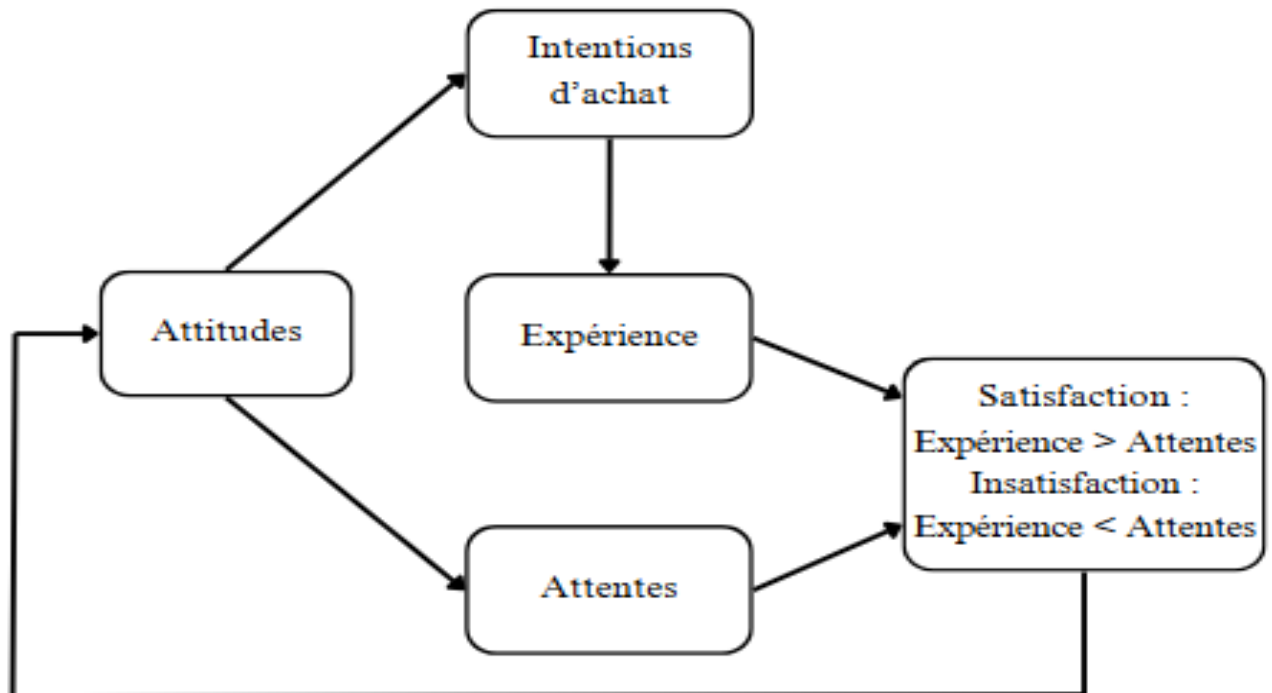 Intentions
d’achat
Attitudes
Expérience
Satisfaction :
Expérience > Attentes
Insatisfaction :
Expérience < Attentes
Attentes